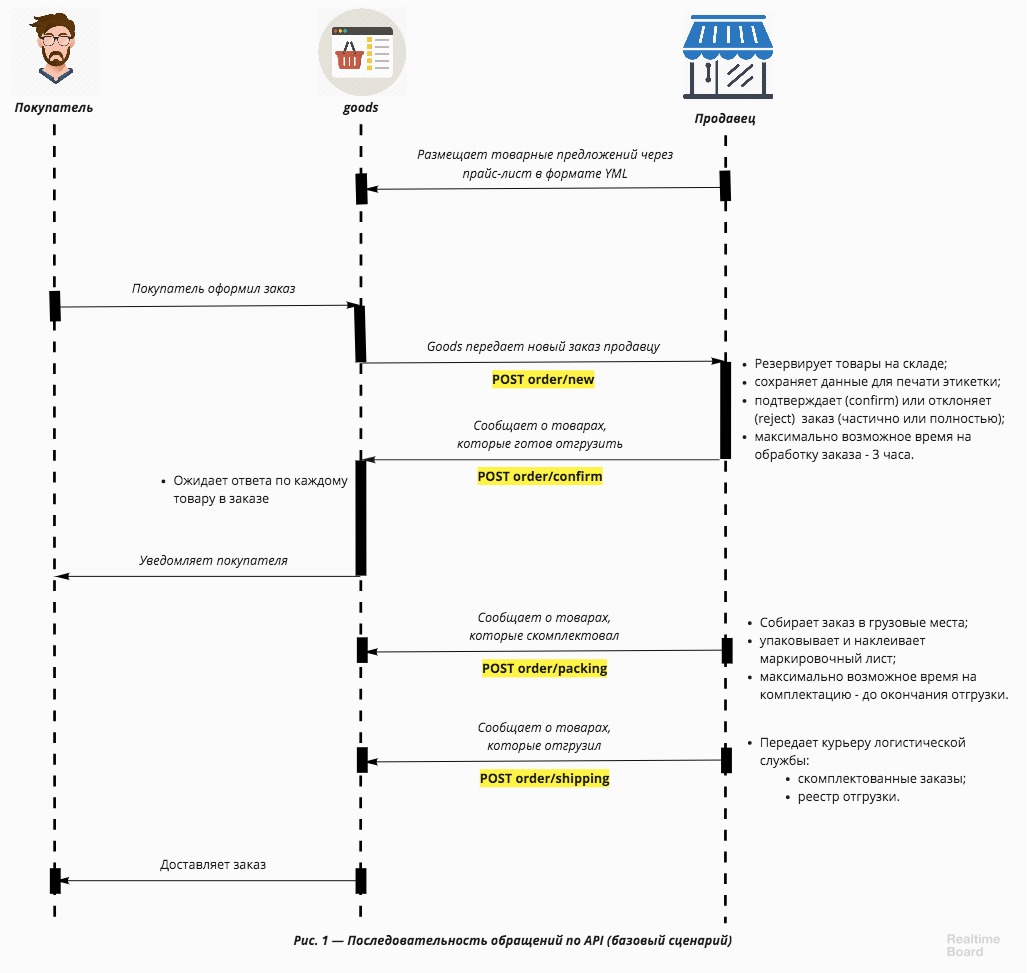 Покупатель
goods
Продавец
Размещает товарные предложений через
прайс-лист в формате YML
Покупатель оформил заказ
Goods передает новый заказ продавцу
POST order/new
• Резервирует товары на складе;
• сохраняет данные для печати этикетки;
• подтверждает (confirm) или отклоняет
(reject) заказ (частично или полностью);
• максимально возможное время на
обработку заказа - 3 часа.
Сообщает о товарах,
которые готов отгрузить
POST order/confirm
• Ожидает ответа по каждому
товару в заказе
Уведомляет покупателя
Сообщает о товарах,
которые скомплектовал
POST order/packing
• Собирает заказ в грузовые места;
• упаковывает и наклеивает
маркировочный лист;
• максимально возможное время на
комплектацию - до окончания отгрузки.
Сообщает о товарах,
которые отгрузил
POST order/shipping
• Передает курьеру логистической
службы:
• скомплектованные заказы;
• реестр отгрузки.
Доставляет заказ
Рис. 1 — Последовательность обращений по API (базовый сценарий)
Realtime
Board